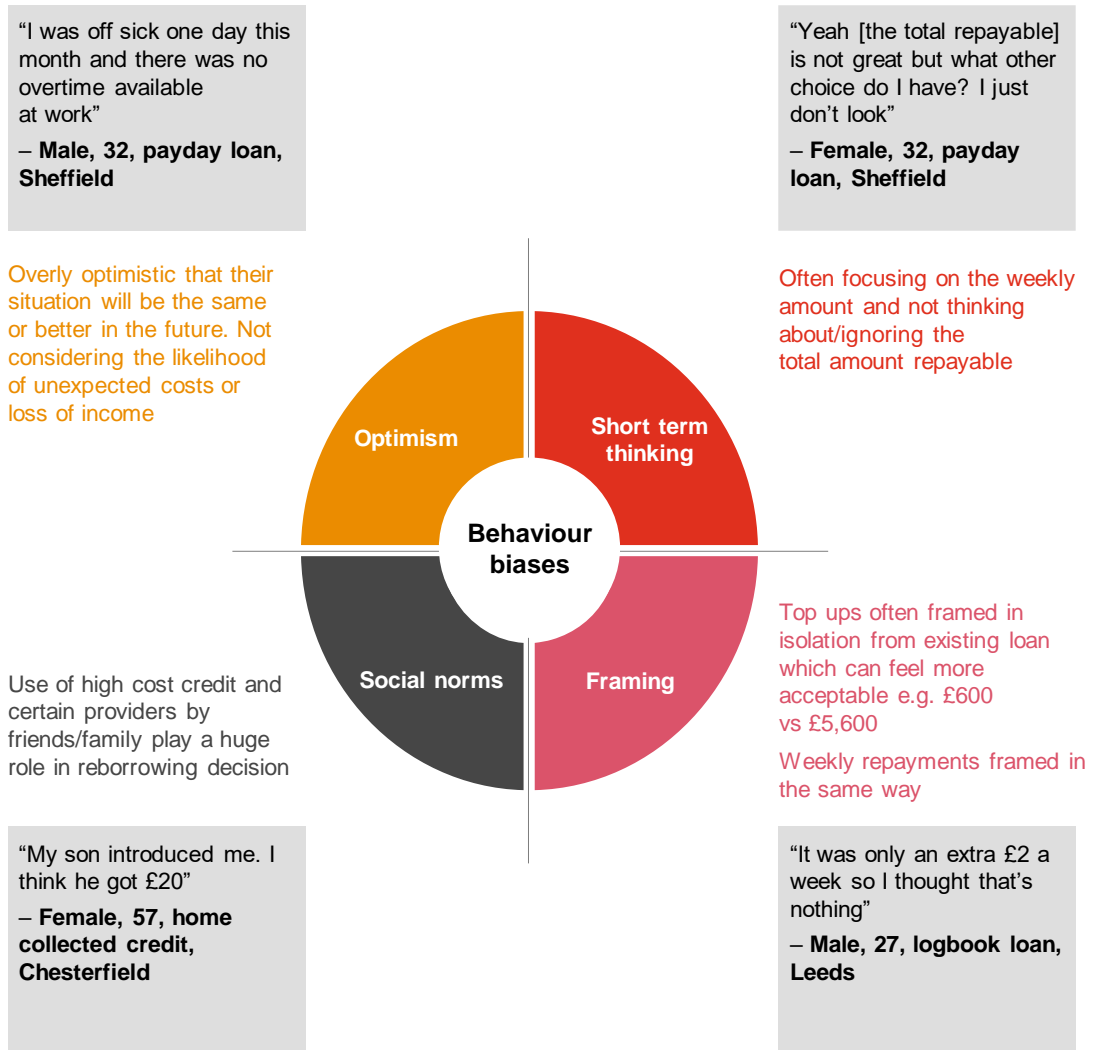 “I was off sick one day this
month and there was no
overtime available
at work”
– Male, 32, payday loan,
Sheffield
“Yeah [the total repayable]
is not great but what other
choice do I have? I just
don’t look”
– Female, 32, payday
loan, Sheffield
Overly optimistic that their
situation will be the same
or better in the future. Not
considering the likelihood
of unexpected costs or
loss of income
Often focusing on the weekly
amount and not thinking
about/ignoring the
total amount repayable
Optimism
Short term
thinking
Behaviour
biases
Social norms
Framing
Use of high cost credit and
certain providers by
friends/family play a huge
role in reborrowing decision
Top ups often framed in
isolation from existing loan
which can feel more
acceptable e.g. £600
vs £5,600
Weekly repayments framed in
the same way
“My son introduced me. I
think he got £20”
– Female, 57, home
collected credit,
Chesterfield
“It was only an extra £2 a
week so I thought that’s
nothing”
– Male, 27, logbook loan,
Leeds